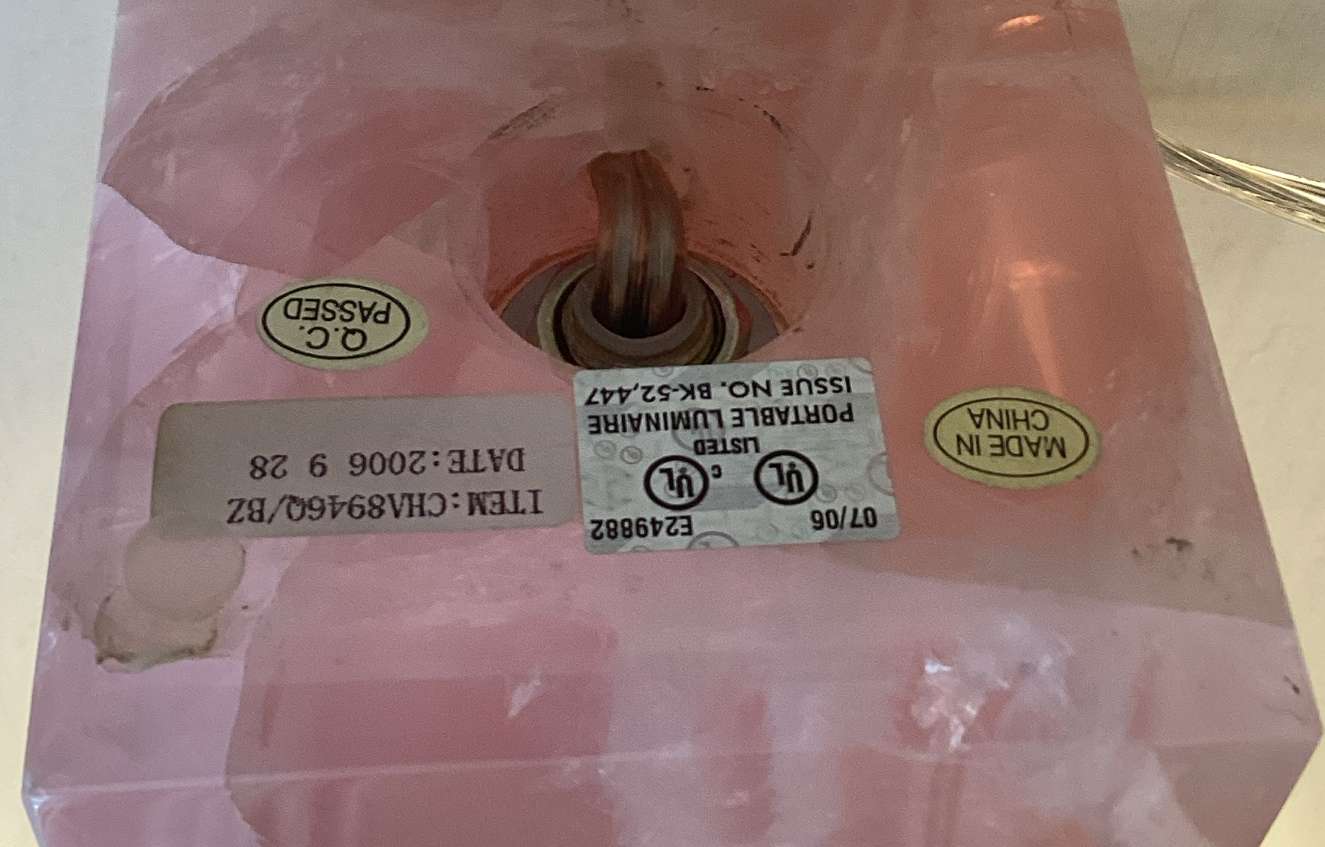 07/06 E249882
UL c UL
LISTED
PORTABLE LUMINAIRE
ISSUE NO. BK-52,447
ITEM:CHA8946Q/BZ
DATE:2006 9 28
MADE IN
CHINA
Q.C.
PASSED